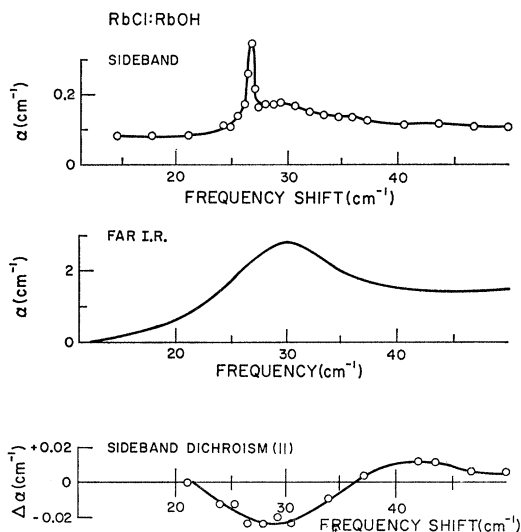 RbCl:RbOH
SIDEBAND
α(cm⁻¹)
0.2
0
20 30 40
FREQUENCY SHIFT(cm⁻¹)
FAR I.R.
α(cm⁻¹)
2
0
20 30 40
FREQUENCY(cm⁻¹)
SIDEBAND DICHROISM(II)
Δα(cm⁻¹)
+0.02
0
-0.02
20 30
FREQUENCY SHIFT(cm⁻¹)